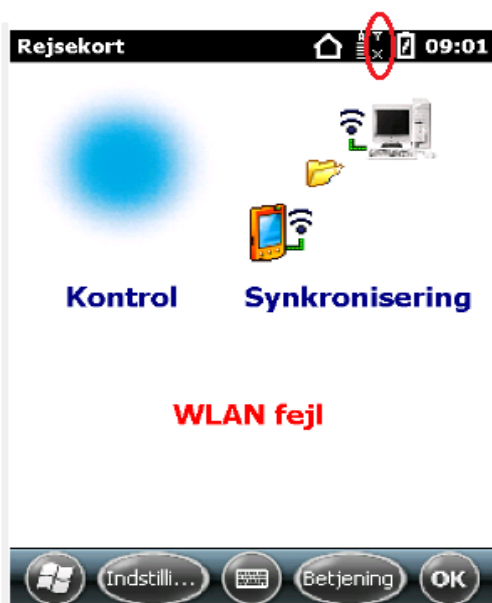 Rejsekort 09:01
Kontrol Synkronisering
WLAN fejl
Indstilli... Betjening OK